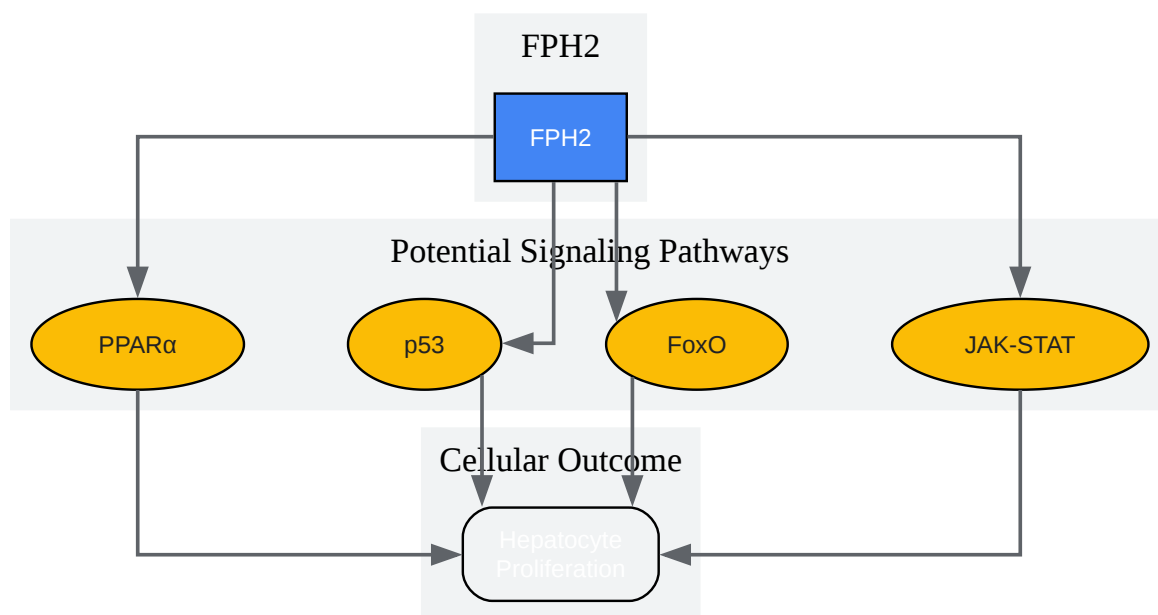 FPH2
FPH2
Potential Signaling Pathways
PPARα
p53
FoxO
JAK-STAT
Cellular Outcome
Hepatocyte
Proliferation